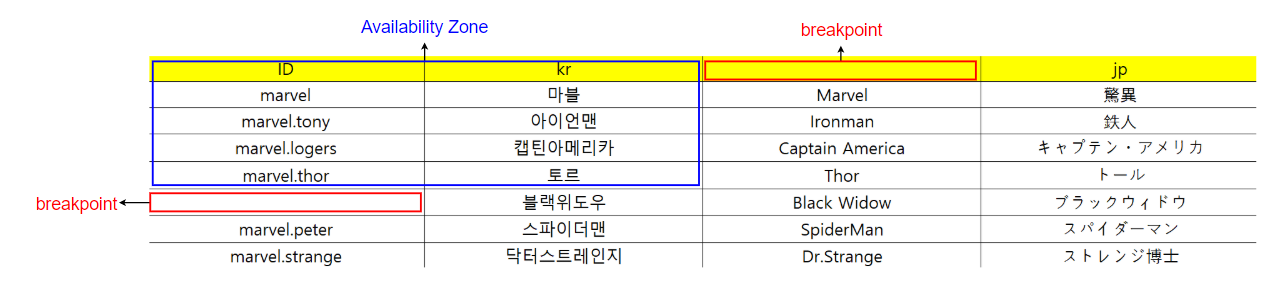 Availability Zone
breakpoint
ID kr jp
marvel 마블 Marvel 驚異
marvel.tony 아이언맨 Ironman 鉄人
marvel.logers 캡틴아메리카 Captain America キャプテン・アメリカ
marvel.thor 토르 Thor トール
breakpoint 블랙위도우 Black Widow ブラックウィドウ
marvel.peter 스파이더맨 SpiderMan スパイダーマン
marvel.strange 닥터스트레인지 Dr.Strange ストレンジ博士